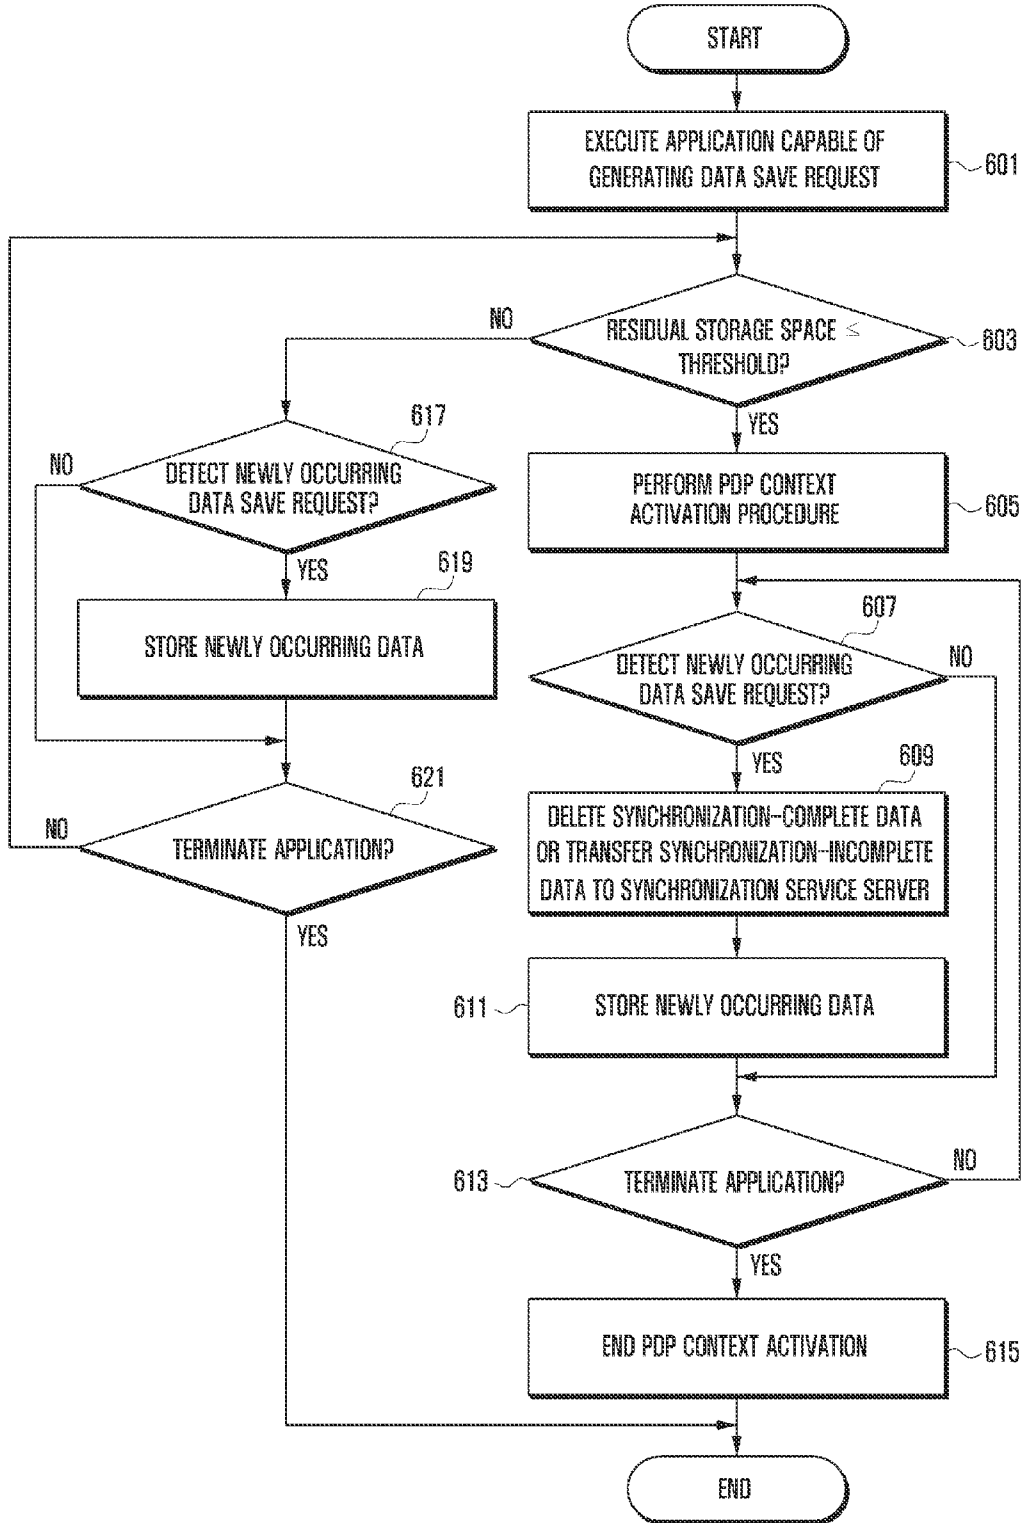 START
EXECUTE APPLICATION CAPABLE OF
GENERATING DATA SAVE REQUEST
601
RESIDUAL STORAGE SPACE ≤
THRESHOLD?
603
NO
YES
617
DETECT NEWLY OCCURRING
DATA SAVE REQUEST?
NO
YES
PERFORM PDP CONTEXT
ACTIVATION PROCEDURE
605
619
STORE NEWLY OCCURRING DATA
607
DETECT NEWLY OCCURRING
DATA SAVE REQUEST?
NO
YES
621
TERMINATE APPLICATION?
NO
YES
609
DELETE SYNCHRONIZATION-COMPLETE DATA
OR TRANSFER SYNCHRONIZATION-INCOMPLETE
DATA TO SYNCHRONIZATION SERVICE SERVER
611
STORE NEWLY OCCURRING DATA
613
TERMINATE APPLICATION?
NO
YES
END PDP CONTEXT ACTIVATION
615
END